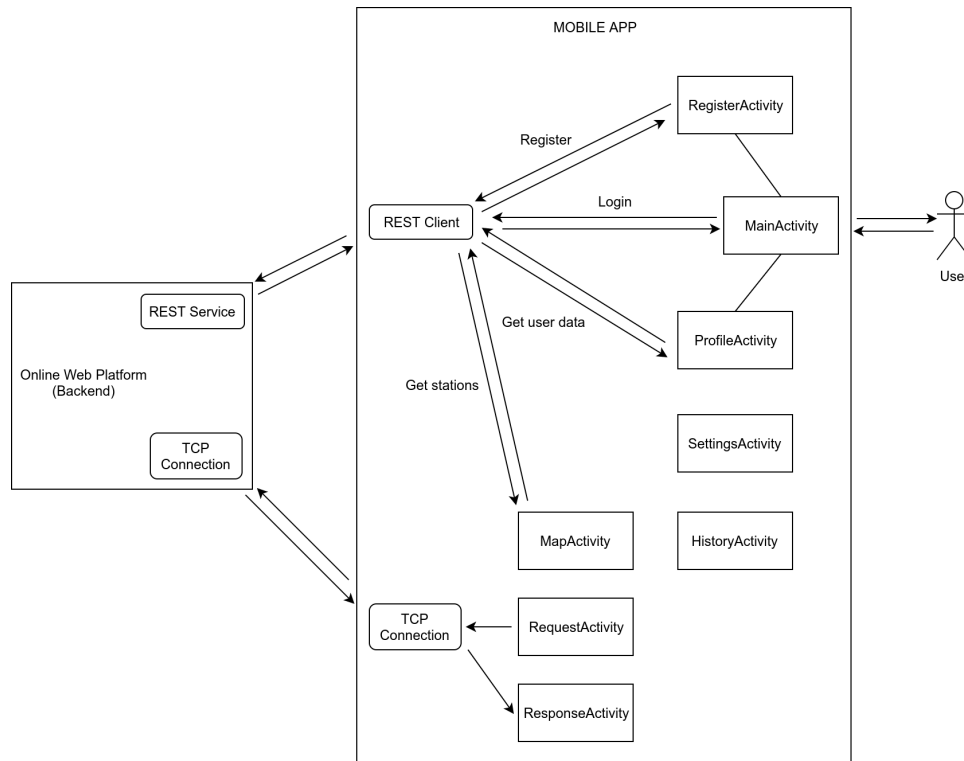 MOBILE APP
RegisterActivity
Register
REST Client
Login
MainActivity
Use
REST Service
Get user data
ProfileActivity
Online Web Platform
(Backend)
Get stations
TCP
Connection
SettingsActivity
MapActivity
HistoryActivity
TCP
Connection
RequestActivity
ResponseActivity